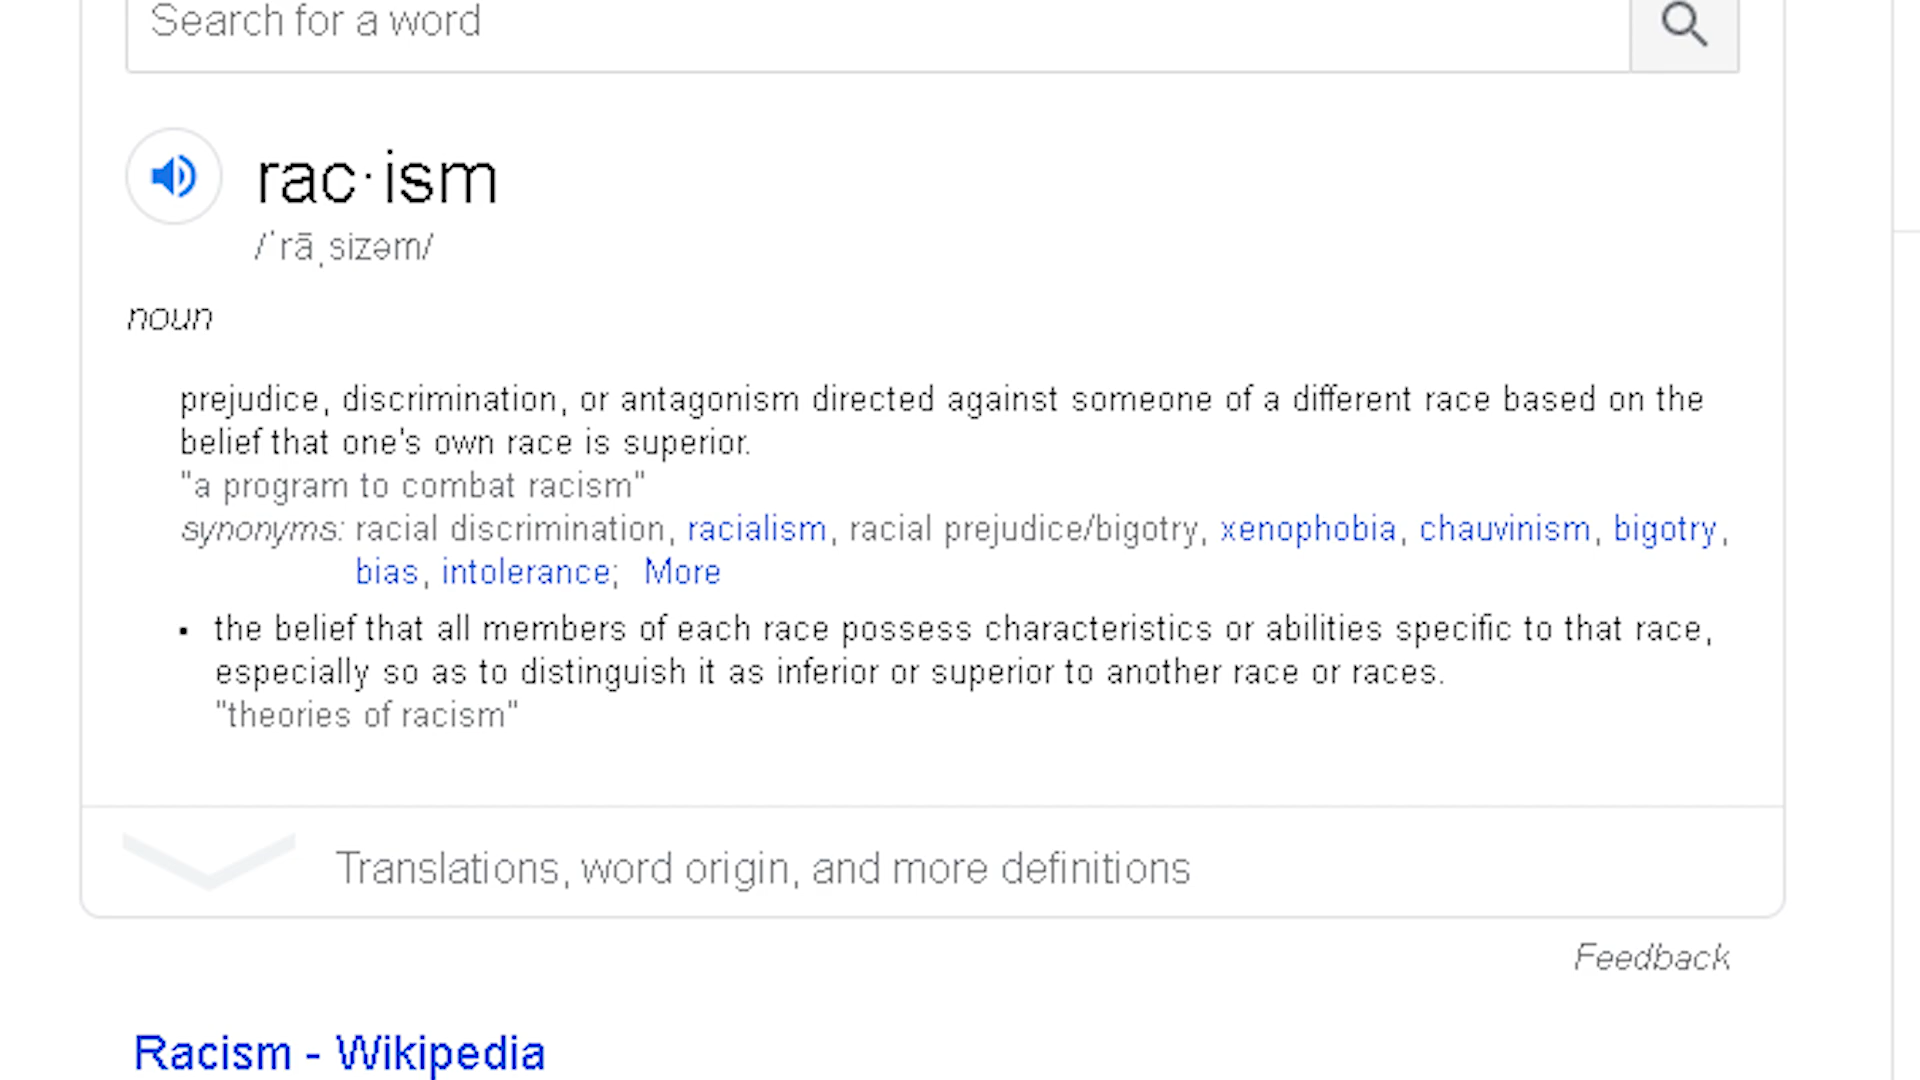 Search for a word
rac·ism
/ˈrāˌsizəm/
noun
prejudice, discrimination, or antagonism directed against someone of a different race based on the
belief that one's own race is superior.
"a program to combat racism"
synonyms: racial discrimination, racialism, racial prejudice/bigotry, xenophobia, chauvinism, bigotry,
bias, intolerance; More
• the belief that all members of each race possess characteristics or abilities specific to that race,
especially so as to distinguish it as inferior or superior to another race or races.
"theories of racism"
Translations, word origin, and more definitions
Feedback
Racism - Wikipedia